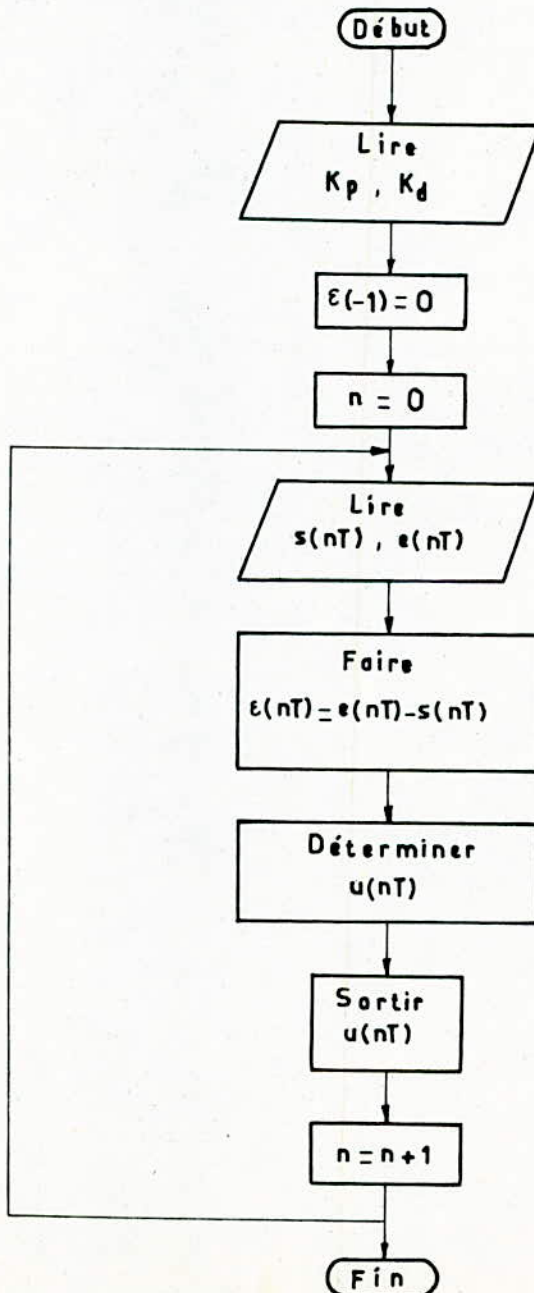 Début
Lire
Kp , Kd
ε(-1) = 0
n = 0
Lire
s(nT) , e(nT)
Faire
ε(nT) = e(nT) - s(nT)
Déterminer
u(nT)
Sortir
u(nT)
n = n + 1
Fin